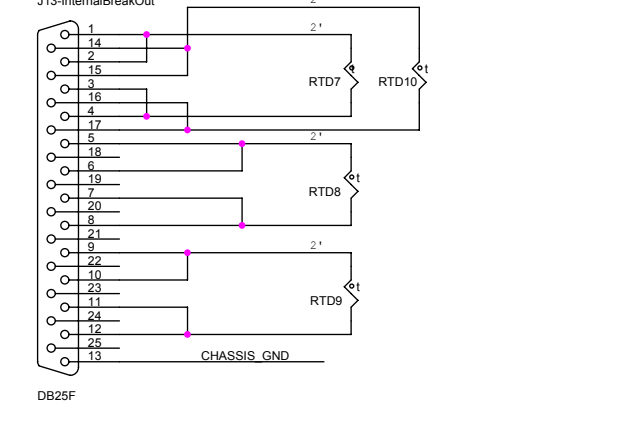 J13-InternalBreakOut
2'
1
2'
14
2
15
t
t
RTD7
RTD10
3
16
4
17
5
2'
18
6
19
t
RTD8
7
20
8
21
9
2'
22
10
23
t
RTD9
11
24
12
25
13
CHASSIS_GND
DB25F